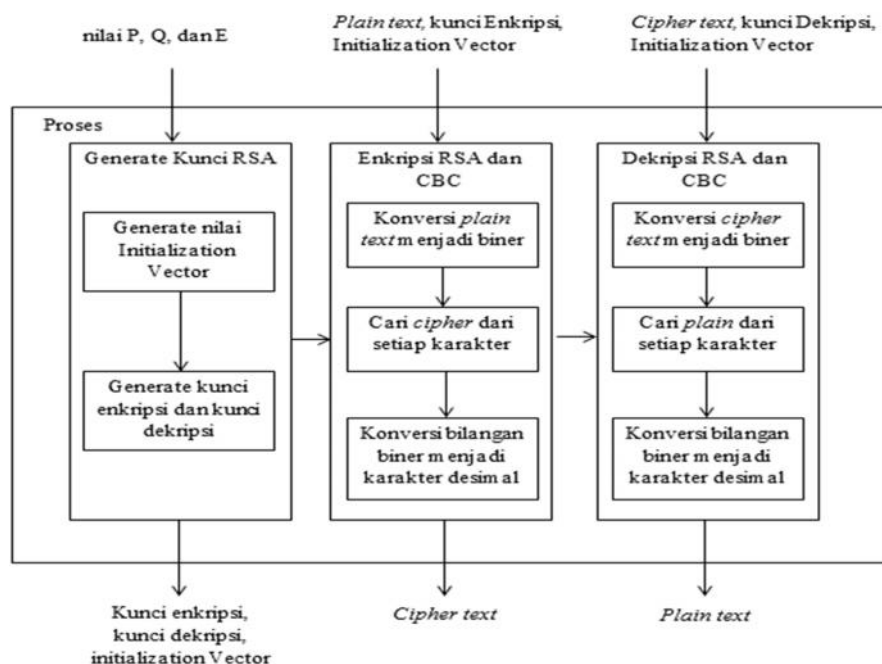 nilai P, Q, dan E
Plain text, kunci Enkripsi,
Initialization Vector
Cipher text, kunci Dekripsi,
Initialization Vector
Proses
Generate Kunci RSA
Generate nilai
Initialization
Vector
Generate kunci
enkripsi dan kunci
dekripsi
Kunci enkripsi,
kunci dekripsi,
initialization Vector
Enkripsi RSA dan
CBC
Konversi plain
text menjadi biner
Cari cipher dari
setiap karakter
Konversi bilangan
biner menjadi
karakter desimal
Cipher text
Dekripsi RSA dan
CBC
Konversi cipher
text menjadi biner
Cari plain dari
setiap karakter
Konversi bilangan
biner menjadi
karakter desimal
Plain text